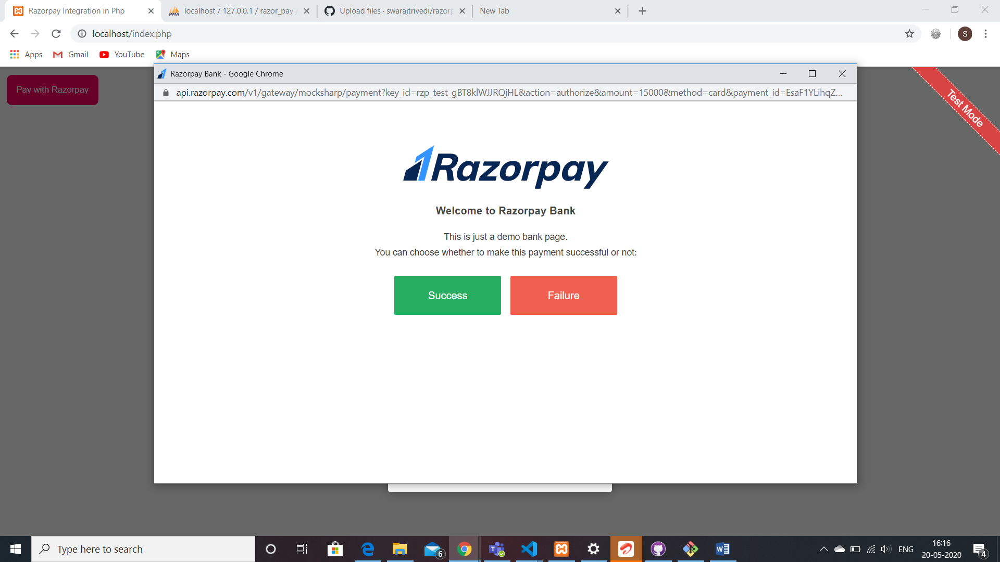 Razorpay Integration in Php
localhost / 127.0.0.1 / razor_pay /
Upload files · swarajtrivedi/razorp
New Tab
localhost/index.php
S
Apps
Gmail
YouTube
Maps
Razorpay Bank - Google Chrome
Pay with Razorpay
api.razorpay.com/v1/gateway/mocksharp/payment?key_id=rzp_test_gBT8klWJJRQjHL&action=authorize&amount=15000&method=card&payment_id=EsaF1YLihqZ...
Test Mode
Razorpay
Welcome to Razorpay Bank
This is just a demo bank page.
You can choose whether to make this payment successful or not:
Success
Failure
Type here to search
6
ENG
16:16
20-05-2020
4